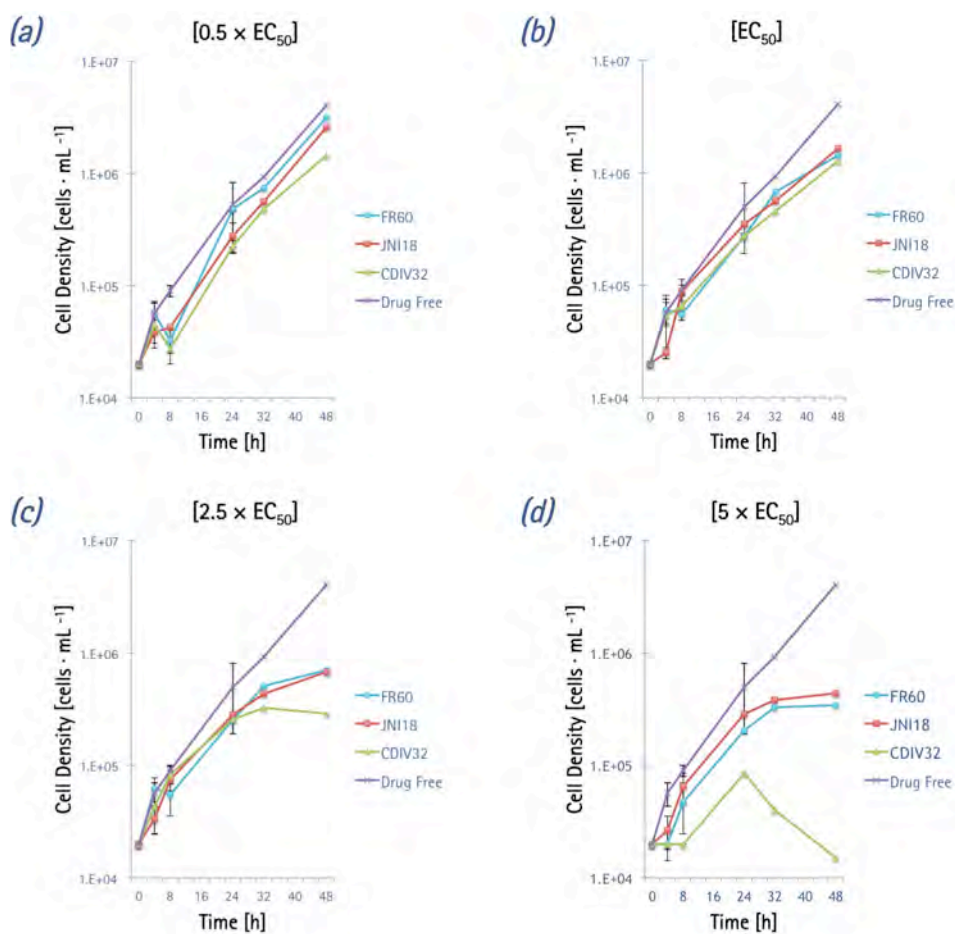 (a)
[0.5 × EC50]
Cell Density [cells · mL -1]
1.E+07
1.E+06
1.E+05
1.E+04
0 4 8 16 24 32 40 48
Time [h]
FR60
JNI18
CDIV32
Drug Free
(b)
[EC50]
Cell Density [cells · mL -1]
1.E+07
1.E+06
1.E+05
1.E+04
0 4 8 16 24 32 40 48
Time [h]
FR60
JNI18
CDIV32
Drug Free
(c)
[2.5 × EC50]
Cell Density [cells · mL -1]
1.E+07
1.E+06
1.E+05
1.E+04
0 4 8 16 24 32 40 48
Time [h]
FR60
JNI18
CDIV32
Drug Free
(d)
[5 × EC50]
Cell Density [cells · mL -1]
1.E+07
1.E+06
1.E+05
1.E+04
0 4 8 16 24 32 40 48
Time [h]
FR60
JNI18
CDIV32
Drug Free